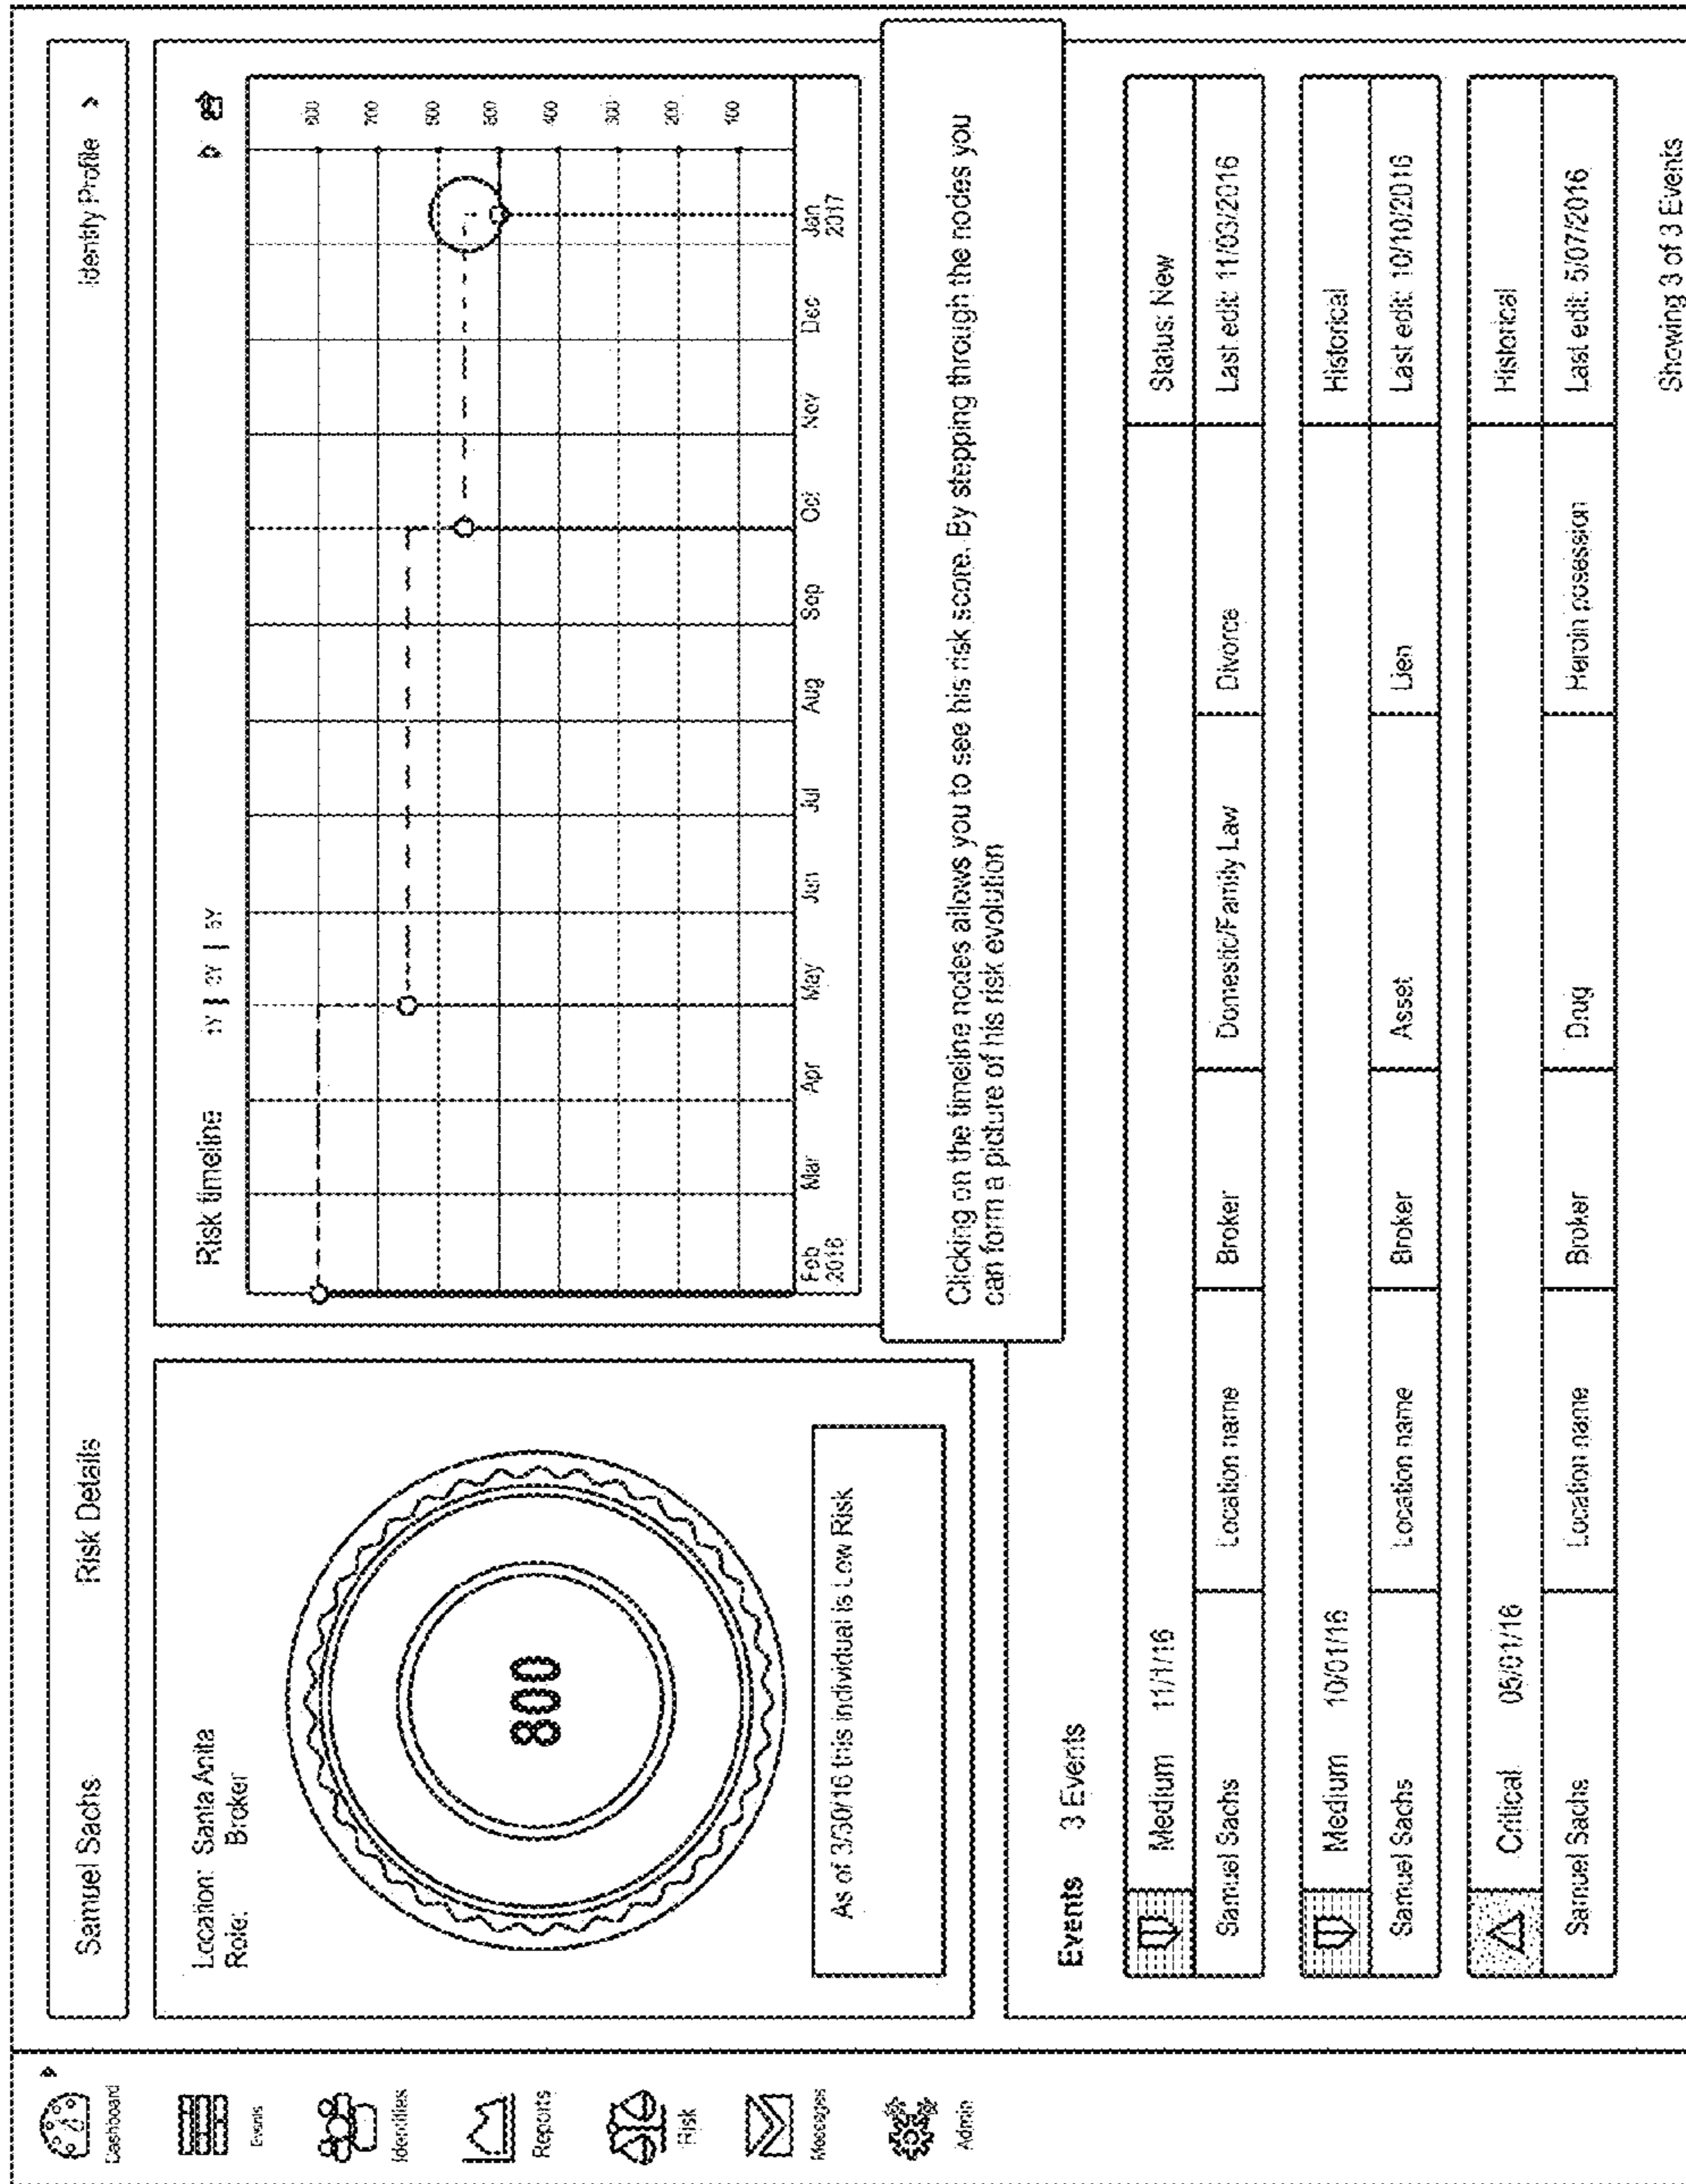 Dashboard
Events
Identities
Reports
Risk
Messages
Admin
Samuel Sachs
Risk Details
Identity Profile >
Location: Santa Anita
Role: Broker
800
As of 3/30/16 this individual is Low Risk
Risk timeline
1Y | 3Y | 5Y
800
700
600
500
400
300
200
100
Feb Mar Apr May Jun Jul Aug Sep Oct Nov Dec Jan
2016 2017
Clicking on the timeline nodes allows you to see his risk score. By stepping through the nodes you
can form a picture of his risk evolution
Events 3 Events
Medium 11/1/16 Status: New
Samuel Sachs Location name Broker Domestic/Family Law Divorce Last edit: 11/03/2016
Medium 10/01/16 Historical
Samuel Sachs Location name Broker Asset Lien Last edit: 10/10/2016
Critical 05/01/16 Historical
Samuel Sachs Location name Broker Drug Heroin posession Last edit: 5/07/2016
Showing 3 of 3 Events